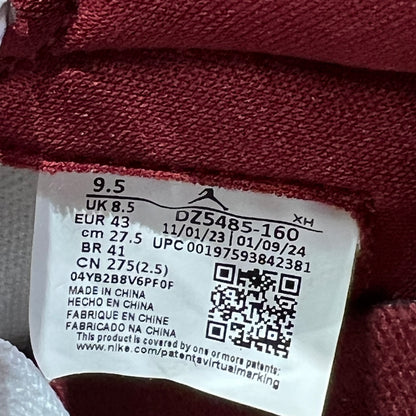 9.5
UK 8.5
EUR 43
cm 27.5
BR 41
CN 275(2.5)
04YB2B8V6PF0F
MADE IN CHINA
HECHO EN CHINA
FABRIQUE EN CHINE
FABRICADO NA CHINA
This product is covered by one or more patents:
www.nike.com/patentsvirtualmarking
XH
DZ5485-160
11/01/23 | 01/09/24
UPC 00197593842381